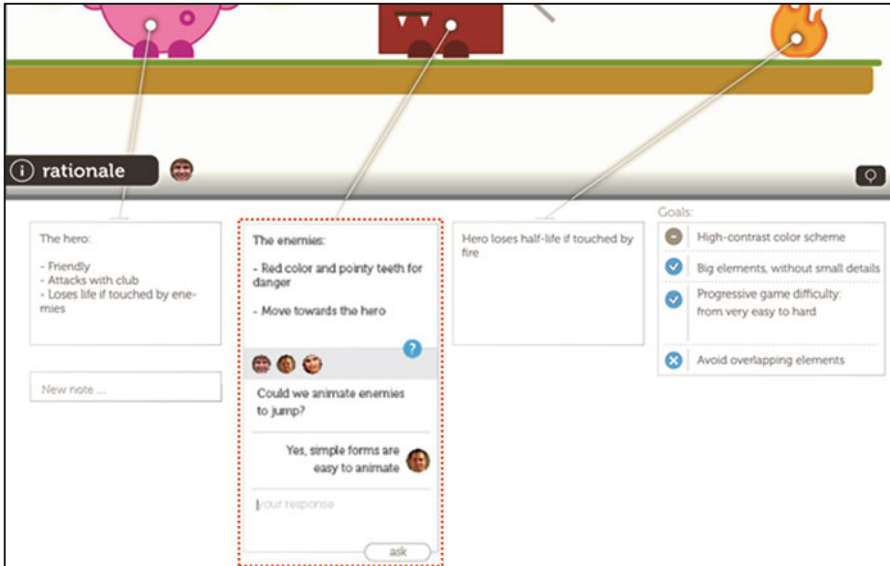 i rationale
The hero:
- Friendly
- Attacks with club
- Loses life if touched by ene-
mies
New note ...
The enemies:
- Red color and pointy teeth for
danger
- Move towards the hero
?
Could we animate enemies
to jump?
Yes, simple forms are
easy to animate
your response
ask
Hero loses half-life if touched by
fire
Goals:
High-contrast color scheme
Big elements, without small details
Progressive game difficulty:
from very easy to hard
Avoid overlapping elements